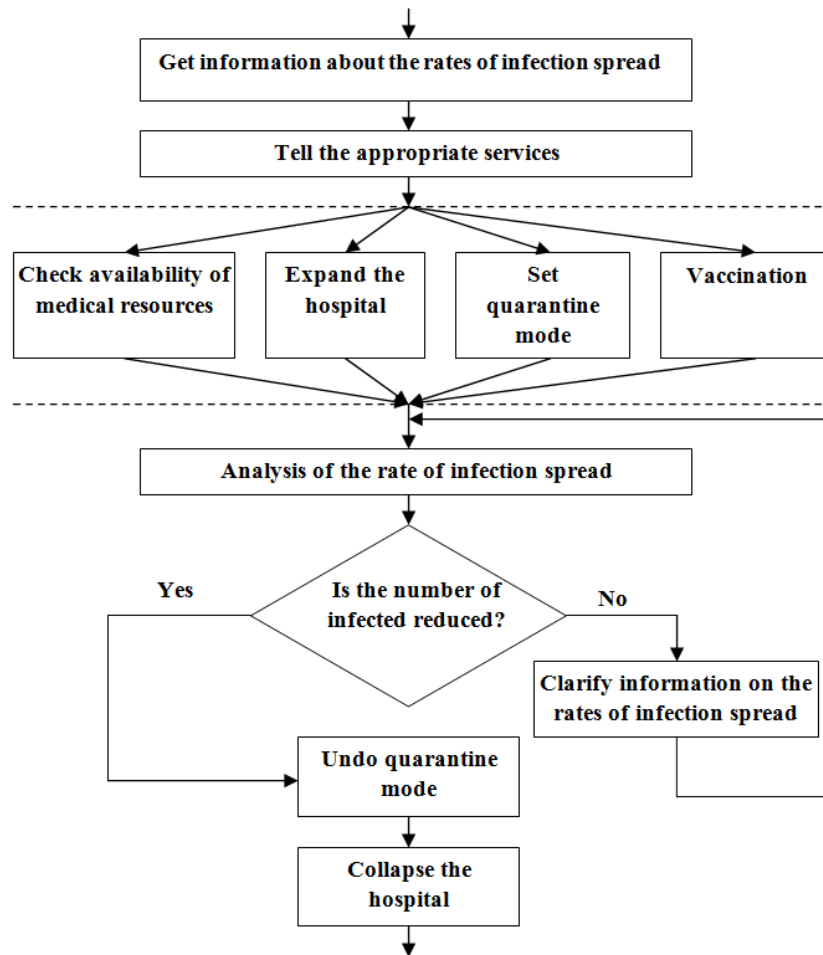 Get information about the rates of infection spread
Tell the appropriate services
Check availability of
medical resources
Expand the
hospital
Set
quarantine
mode
Vaccination
Analysis of the rate of infection spread
Yes
Is the number of
infected reduced?
No
Clarify information on the
rates of infection spread
Undo quarantine
mode
Collapse the
hospital